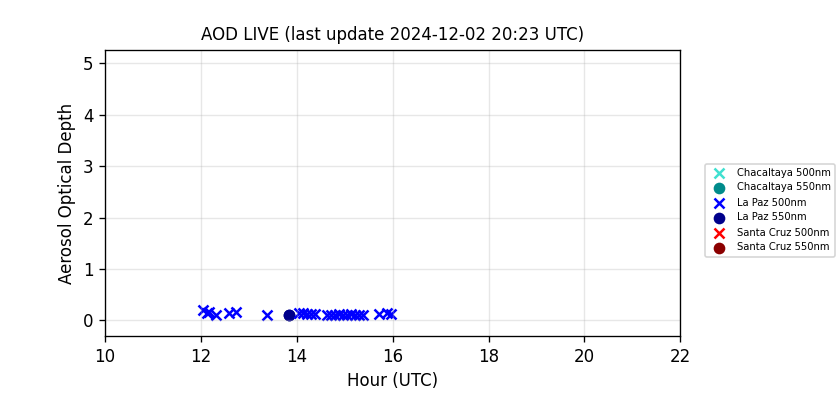 AOD LIVE (last update 2024-12-02 20:23 UTC)
5
4
3
2
1
0
Aerosol Optical Depth
10 12 14 16 18 20 22
Hour (UTC)
Chacaltaya 500nm
Chacaltaya 550nm
La Paz 500nm
La Paz 550nm
Santa Cruz 500nm
Santa Cruz 550nm